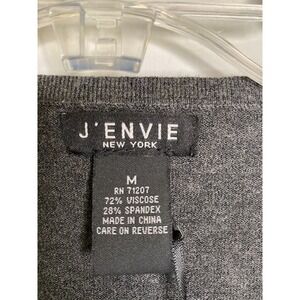 J'ENVIE
NEW YORK
M
RN 71207
72% VISCOSE
28% SPANDEX
MADE IN CHINA
CARE ON REVERSE